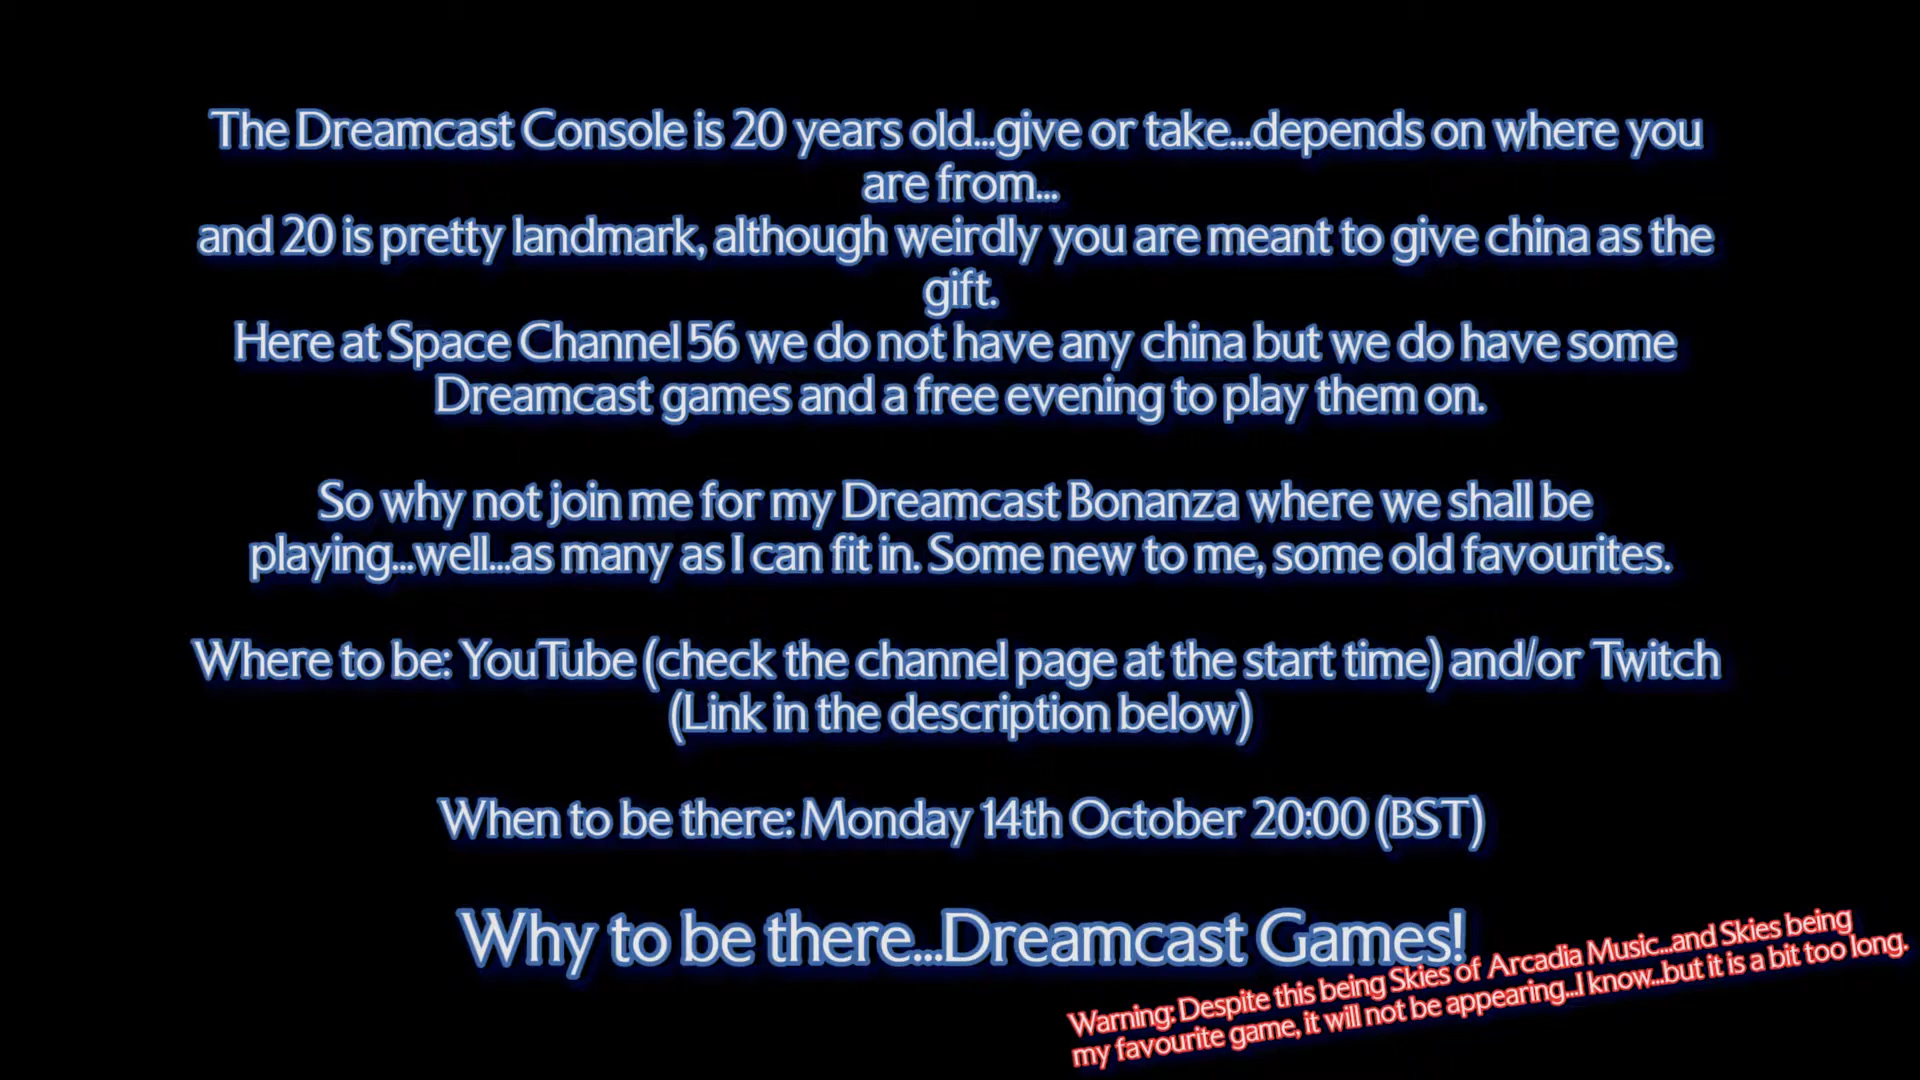 The Dreamcast Console is 20 years old...give or take...depends on where you
are from...
and 20 is pretty landmark, although weirdly you are meant to give china as the
gift.
Here at Space Channel 56 we do not have any china but we do have some
Dreamcast games and a free evening to play them on.
So why not join me for my Dreamcast Bonanza where we shall be
playing...well...as many as I can fit in. Some new to me, some old favourites.
Where to be: YouTube (check the channel page at the start time) and/or Twitch
(Link in the description below)
When to be there: Monday 14th October 20:00 (BST)
Why to be there...Dreamcast Games!
Warning: Despite this being Skies of Arcadia Music...and Skies being
my favourite game, it will not be appearing...I know...but it is a bit too long.